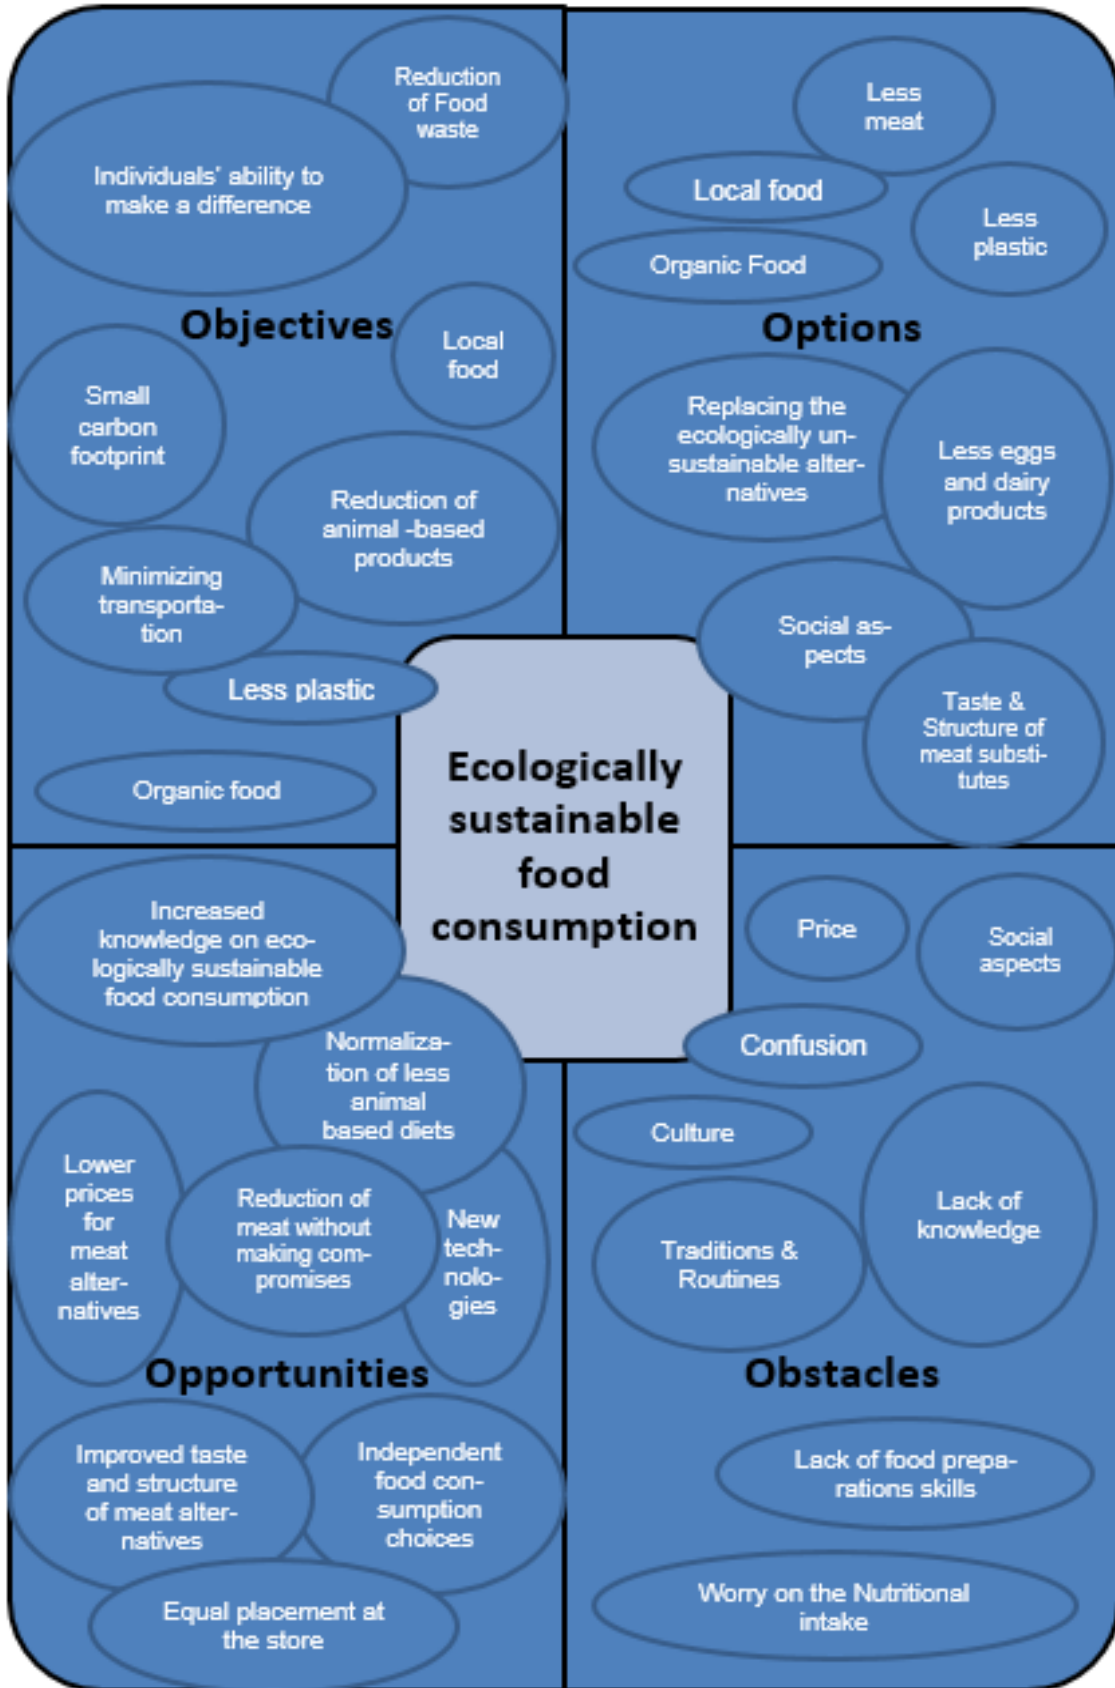 Reduction
of Food
waste
Individuals' ability to
make a difference
Objectives
Local
food
Small
carbon
footprint
Reduction of
animal -based
products
Minimizing
transporta-
tion
Less plastic
Organic food
Less
meat
Local food
Less
plastic
Organic Food
Options
Replacing the
ecologically un-
sustainable alter-
natives
Less eggs
and dairy
products
Social as-
pects
Taste &
Structure of
meat substi-
tutes
Ecologically
sustainable
food
consumption
Increased
knowledge on eco-
logically sustainable
food consumption
Normaliza-
tion of less
animal
based diets
Lower
prices
for
meat
alter-
natives
Reduction of
meat without
making com-
promises
New
tech-
nolo-
gies
Opportunities
Improved taste
and structure
of meat alter-
natives
Independent
food con-
sumption
choices
Equal placement at
the store
Price
Social
aspects
Confusion
Culture
Lack of
knowledge
Traditions &
Routines
Obstacles
Lack of food prepa-
rations skills
Worry on the Nutritional
intake